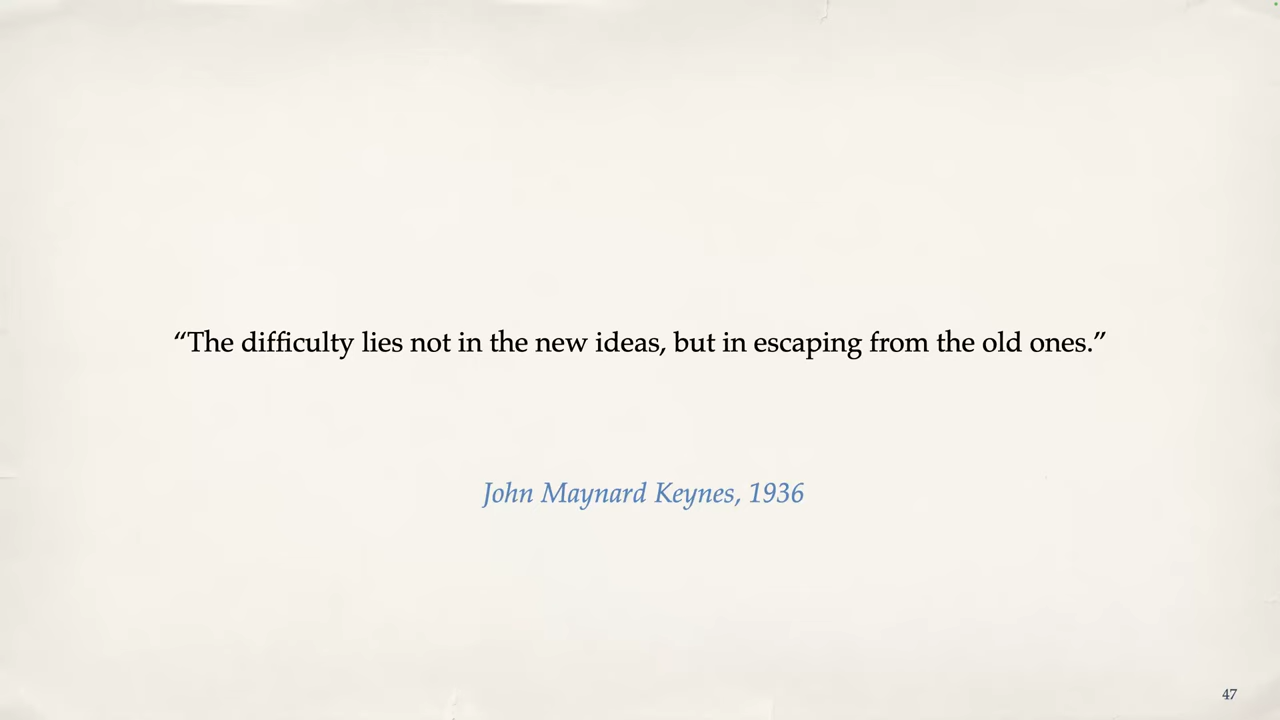 “The difficulty lies not in the new ideas, but in escaping from the old ones.”
John Maynard Keynes, 1936
47